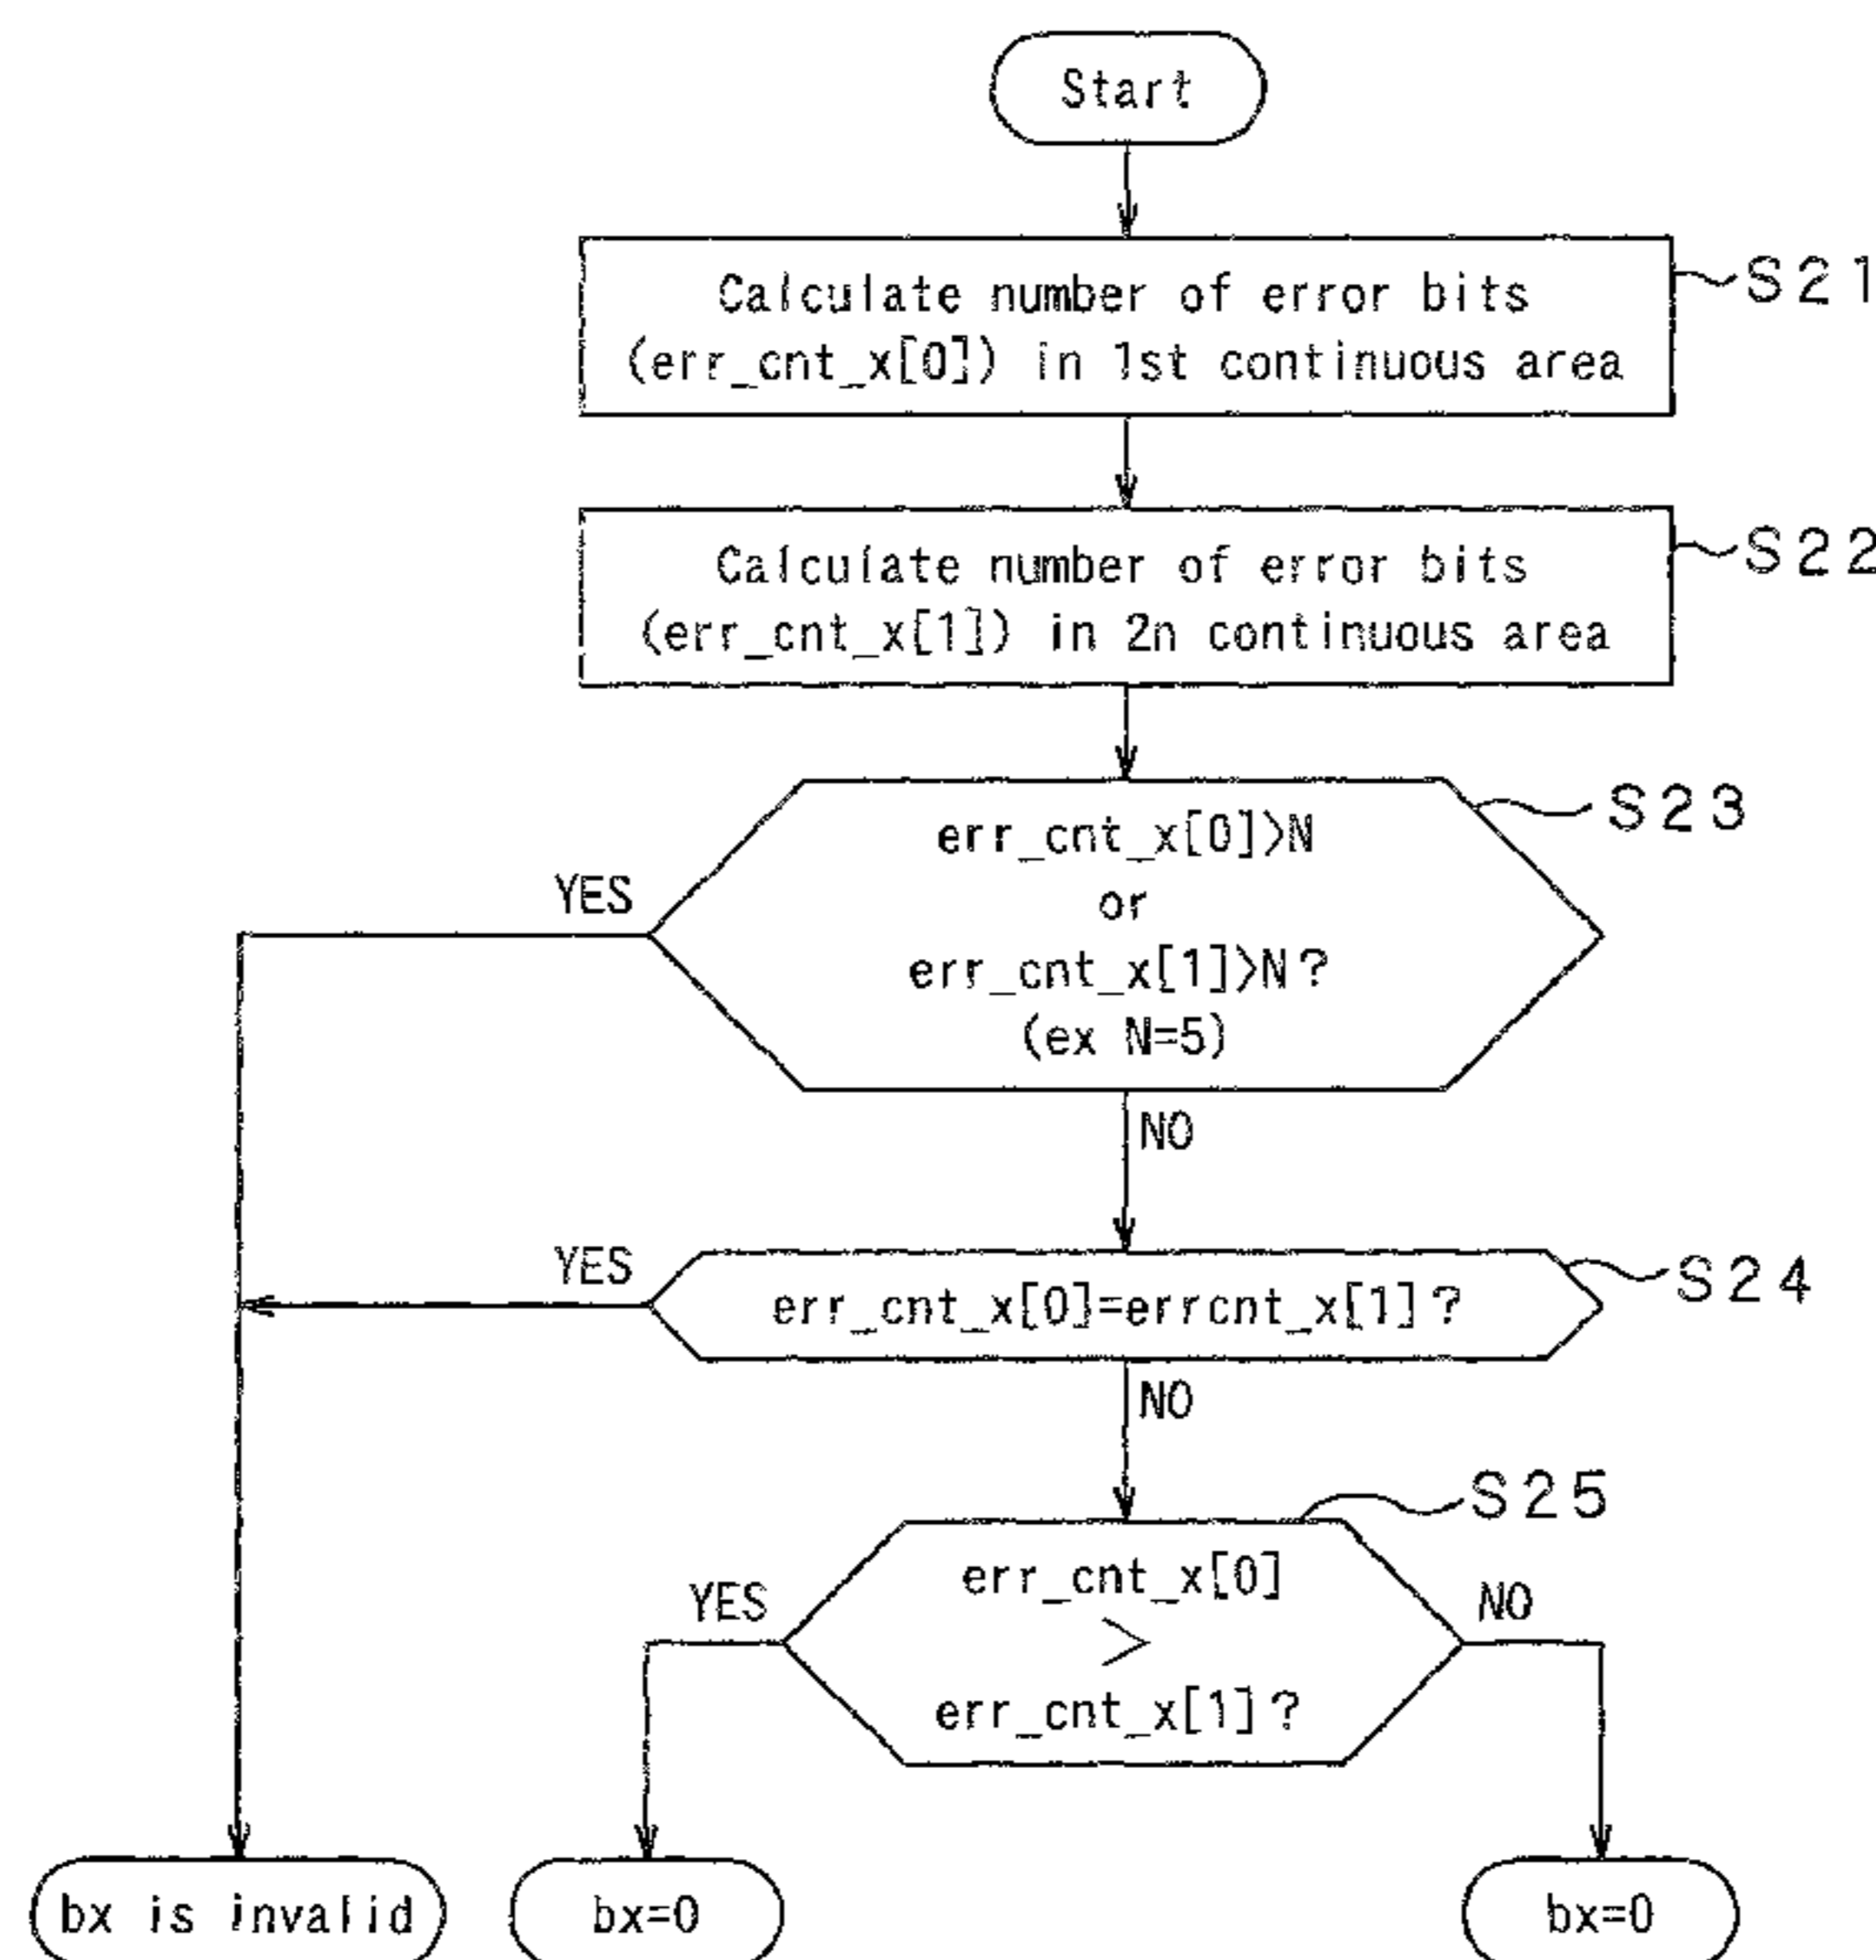 Start
Calculate number of error bits
(err_cnt_x[0]) in 1st continuous area
S21
Calculate number of error bits
(err_cnt_x[1]) in 2n continuous area
S22
err_cnt_x[0]>N
or
err_cnt_x[1]>N?
(ex N=5)
S23
YES
NO
err_cnt_x[0]=errcnt_x[1]?
S24
YES
NO
err_cnt_x[0]
>
err_cnt_x[1]?
S25
YES
NO
bx is invalid
bx=0
bx=0